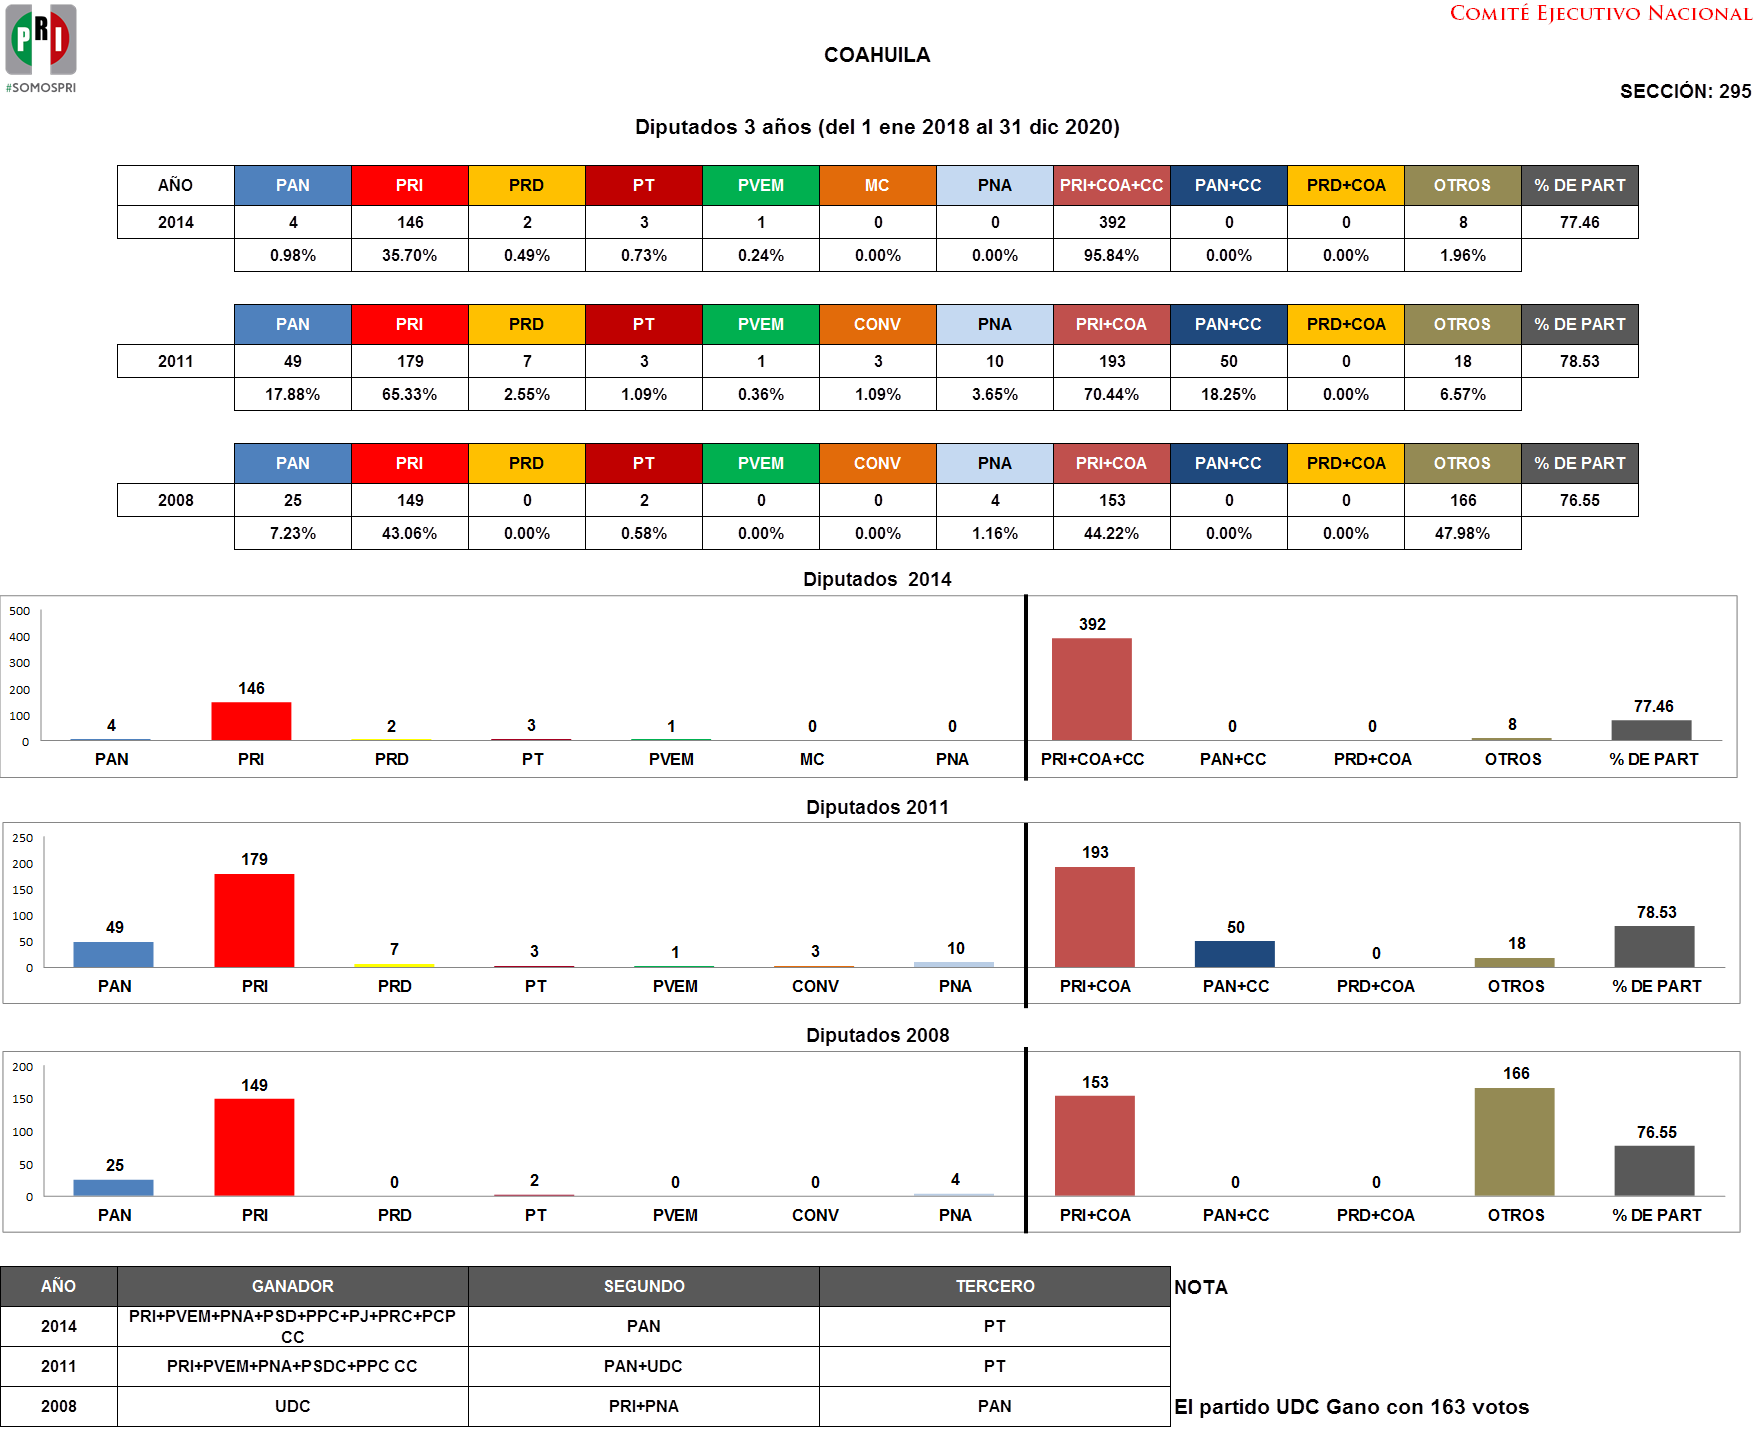 PRI
#SOMOSPRI
COMITÉ EJECUTIVO NACIONAL
COAHUILA
SECCIÓN: 295
Diputados 3 años (del 1 ene 2018 al 31 dic 2020)
AÑO PAN PRI PRD PT PVEM MC PNA PRI+COA+CC PAN+CC PRD+COA OTROS % DE PART
2014 4 146 2 3 1 0 0 392 0 0 8 77.46
0.98% 35.70% 0.49% 0.73% 0.24% 0.00% 0.00% 95.84% 0.00% 0.00% 1.96%
PAN PRI PRD PT PVEM CONV PNA PRI+COA PAN+CC PRD+COA OTROS % DE PART
2011 49 179 7 3 1 3 10 193 50 0 18 78.53
17.88% 65.33% 2.55% 1.09% 0.36% 1.09% 3.65% 70.44% 18.25% 0.00% 6.57%
PAN PRI PRD PT PVEM CONV PNA PRI+COA PAN+CC PRD+COA OTROS % DE PART
2008 25 149 0 2 0 0 4 153 0 0 166 76.55
7.23% 43.06% 0.00% 0.58% 0.00% 0.00% 1.16% 44.22% 0.00% 0.00% 47.98%
Diputados 2014
500
400
300
200
100
0
4 146 2 3 1 0 0 392 0 0 8 77.46
PAN PRI PRD PT PVEM MC PNA PRI+COA+CC PAN+CC PRD+COA OTROS % DE PART
Diputados 2011
250
200
150
100
50
0
49 179 7 3 1 3 10 193 50 0 18 78.53
PAN PRI PRD PT PVEM CONV PNA PRI+COA PAN+CC PRD+COA OTROS % DE PART
Diputados 2008
200
150
100
50
0
25 149 0 2 0 0 4 153 0 0 166 76.55
PAN PRI PRD PT PVEM CONV PNA PRI+COA PAN+CC PRD+COA OTROS % DE PART
AÑO GANADOR SEGUNDO TERCERO NOTA
2014 PRI+PVEM+PNA+PSD+PPC+PJ+PRC+PCP CC PAN PT
2011 PRI+PVEM+PNA+PSDC+PPC CC PAN+UDC PT
2008 UDC PRI+PNA PAN El partido UDC Gano con 163 votos